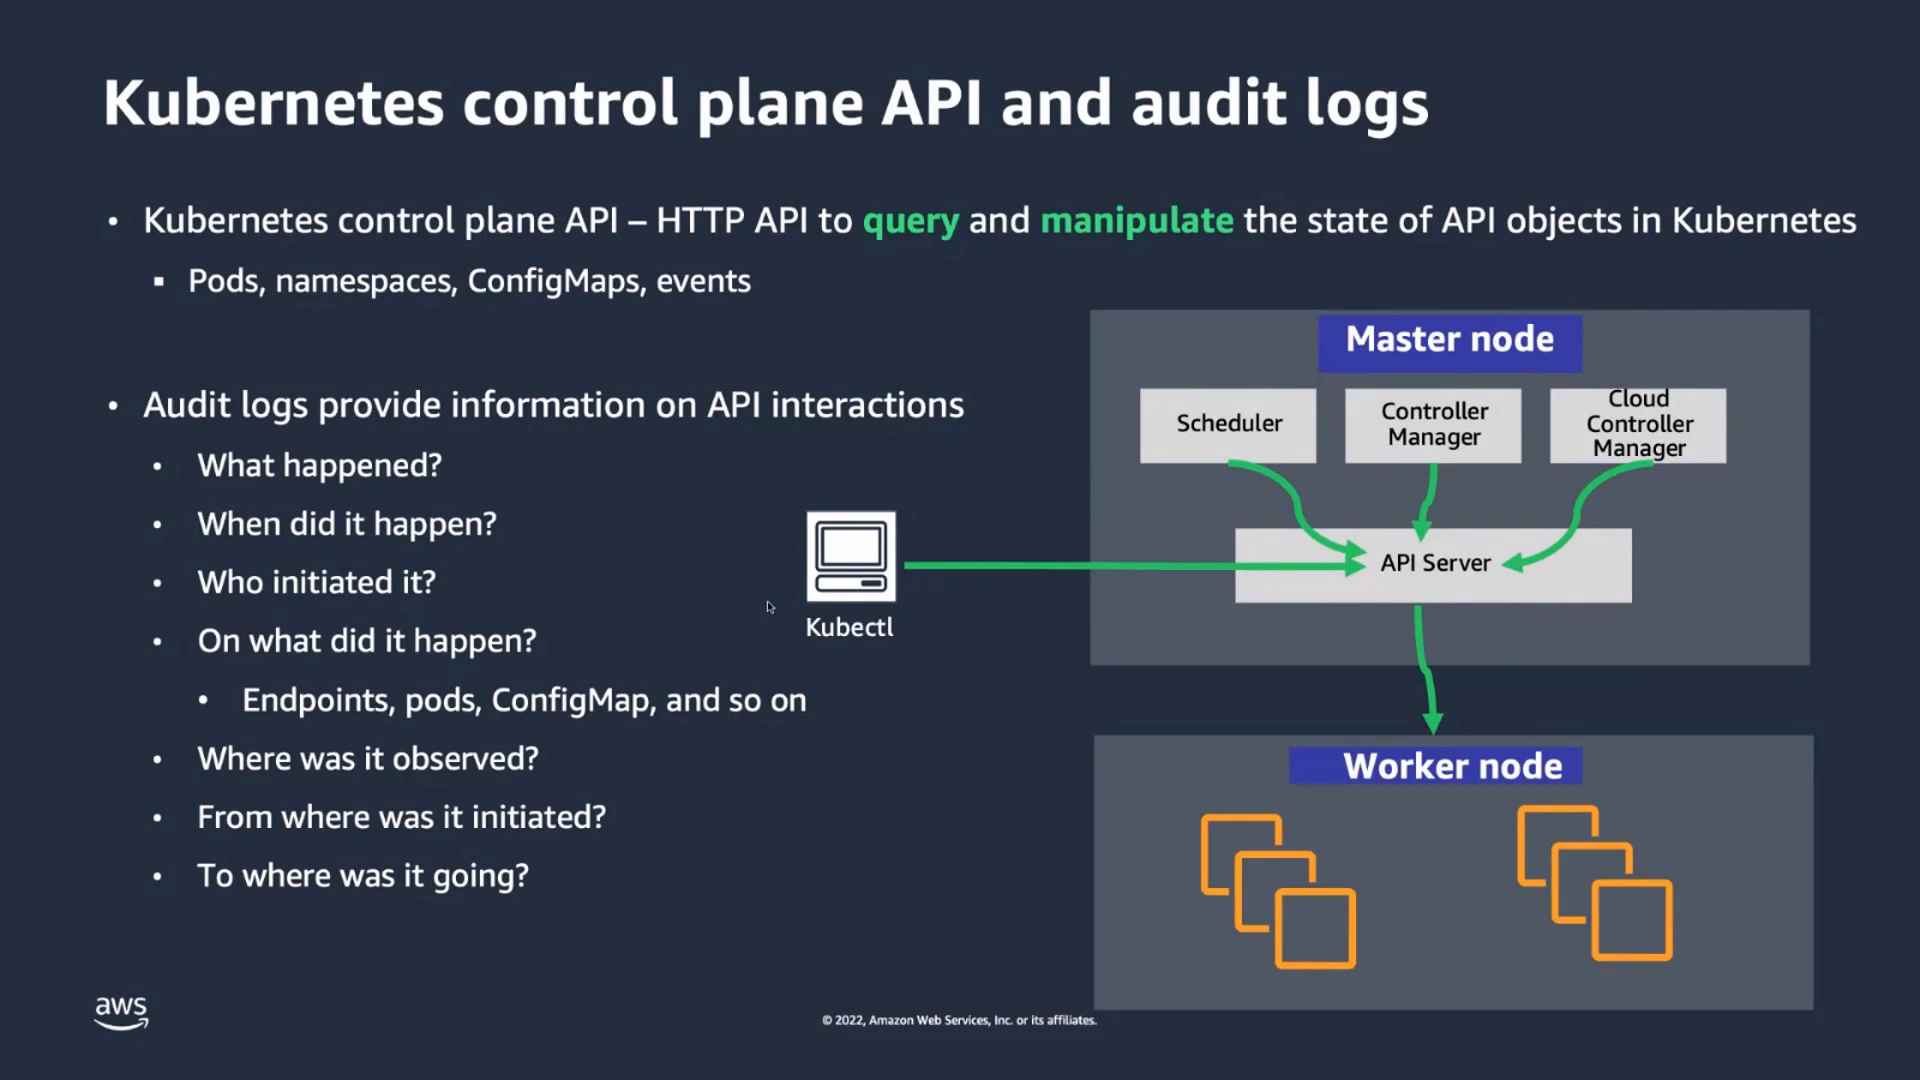 Kubernetes control plane API and audit logs
• Kubernetes control plane API – HTTP API to query and manipulate the state of API objects in Kubernetes
▪ Pods, namespaces, ConfigMaps, events
• Audit logs provide information on API interactions
• What happened?
• When did it happen?
• Who initiated it?
• On what did it happen?
• Endpoints, pods, ConfigMap, and so on
• Where was it observed?
• From where was it initiated?
• To where was it going?
Kubectl
Master node
Scheduler
Controller
Manager
Cloud
Controller
Manager
API Server
Worker node
aws
© 2022, Amazon Web Services, Inc. or its affiliates.